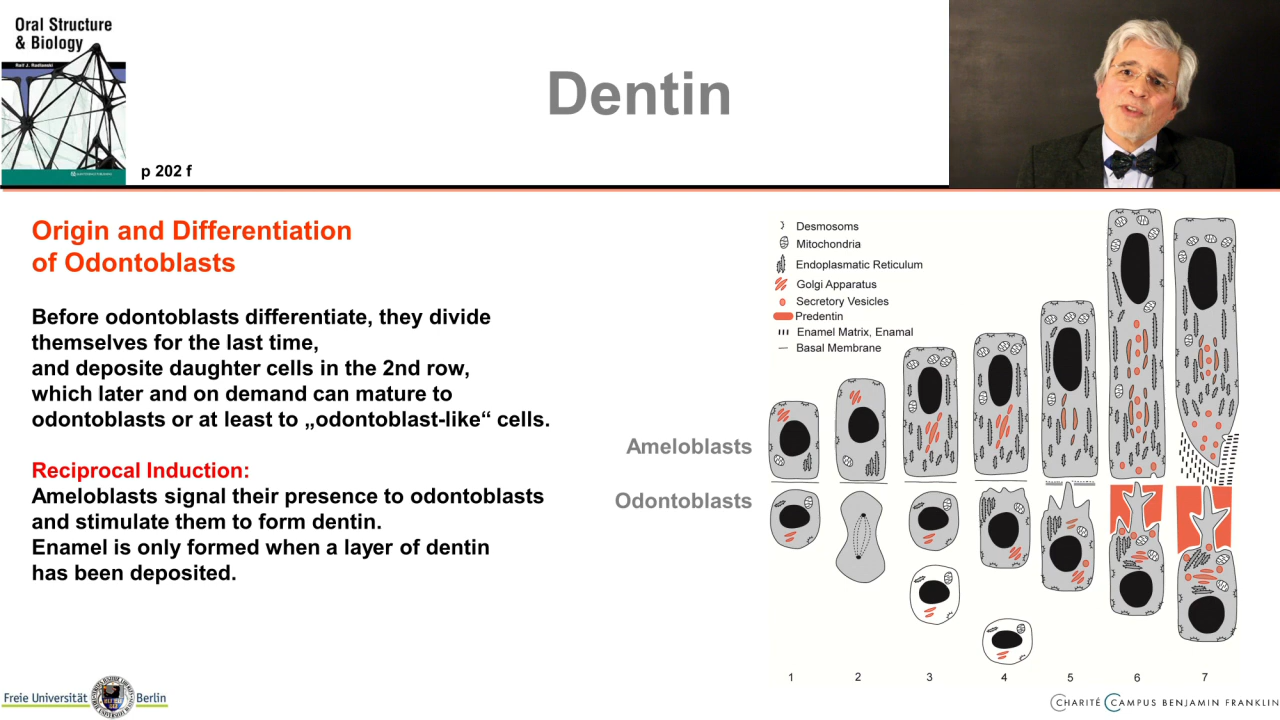 Oral Structure
& Biology
Ralf J. Radlanski
p 202 f
Dentin
Origin and Differentiation
of Odontoblasts
Before odontoblasts differentiate, they divide
themselves for the last time,
and deposite daughter cells in the 2nd row,
which later and on demand can mature to
odontoblasts or at least to „odontoblast-like“ cells.
Reciprocal Induction:
Ameloblasts signal their presence to odontoblasts
and stimulate them to form dentin.
Enamel is only formed when a layer of dentin
has been deposited.
Desmosoms
Mitochondria
Endoplasmatic Reticulum
Golgi Apparatus
Secretory Vesicles
Predentin
Enamel Matrix, Enamal
Basal Membrane
Ameloblasts
Odontoblasts
1 2 3 4 5 6 7
Freie Universität Berlin
CHARITÉ CAMPUS BENJAMIN FRANKLIN